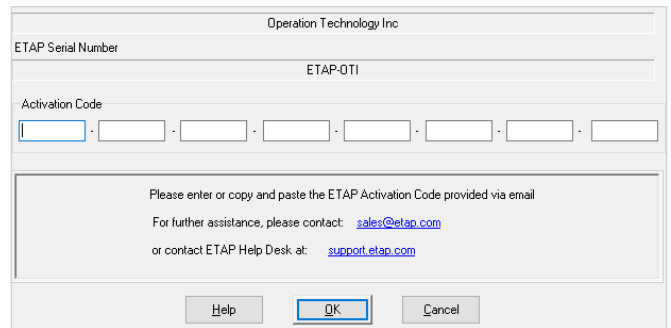 Operation Technology Inc
ETAP Serial Number
ETAP-OTI
Activation Code
- - - - - - -
Please enter or copy and paste the ETAP Activation Code provided via email
For further assistance, please contact: sales@etap.com
or contact ETAP Help Desk at: support.etap.com
Help OK Cancel